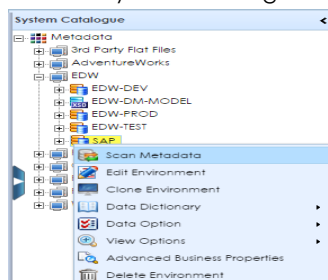 System Catalogue
Metadata
3rd Party Flat Files
AdventureWorks
EDW
EDW-DEV
EDW-DM-MODEL
EDW-PROD
EDW-TEST
SAP
Scan Metadata
Edit Environment
Clone Environment
Data Dictionary
Data Option
View Options
Advanced Business Properties
Delete Environment